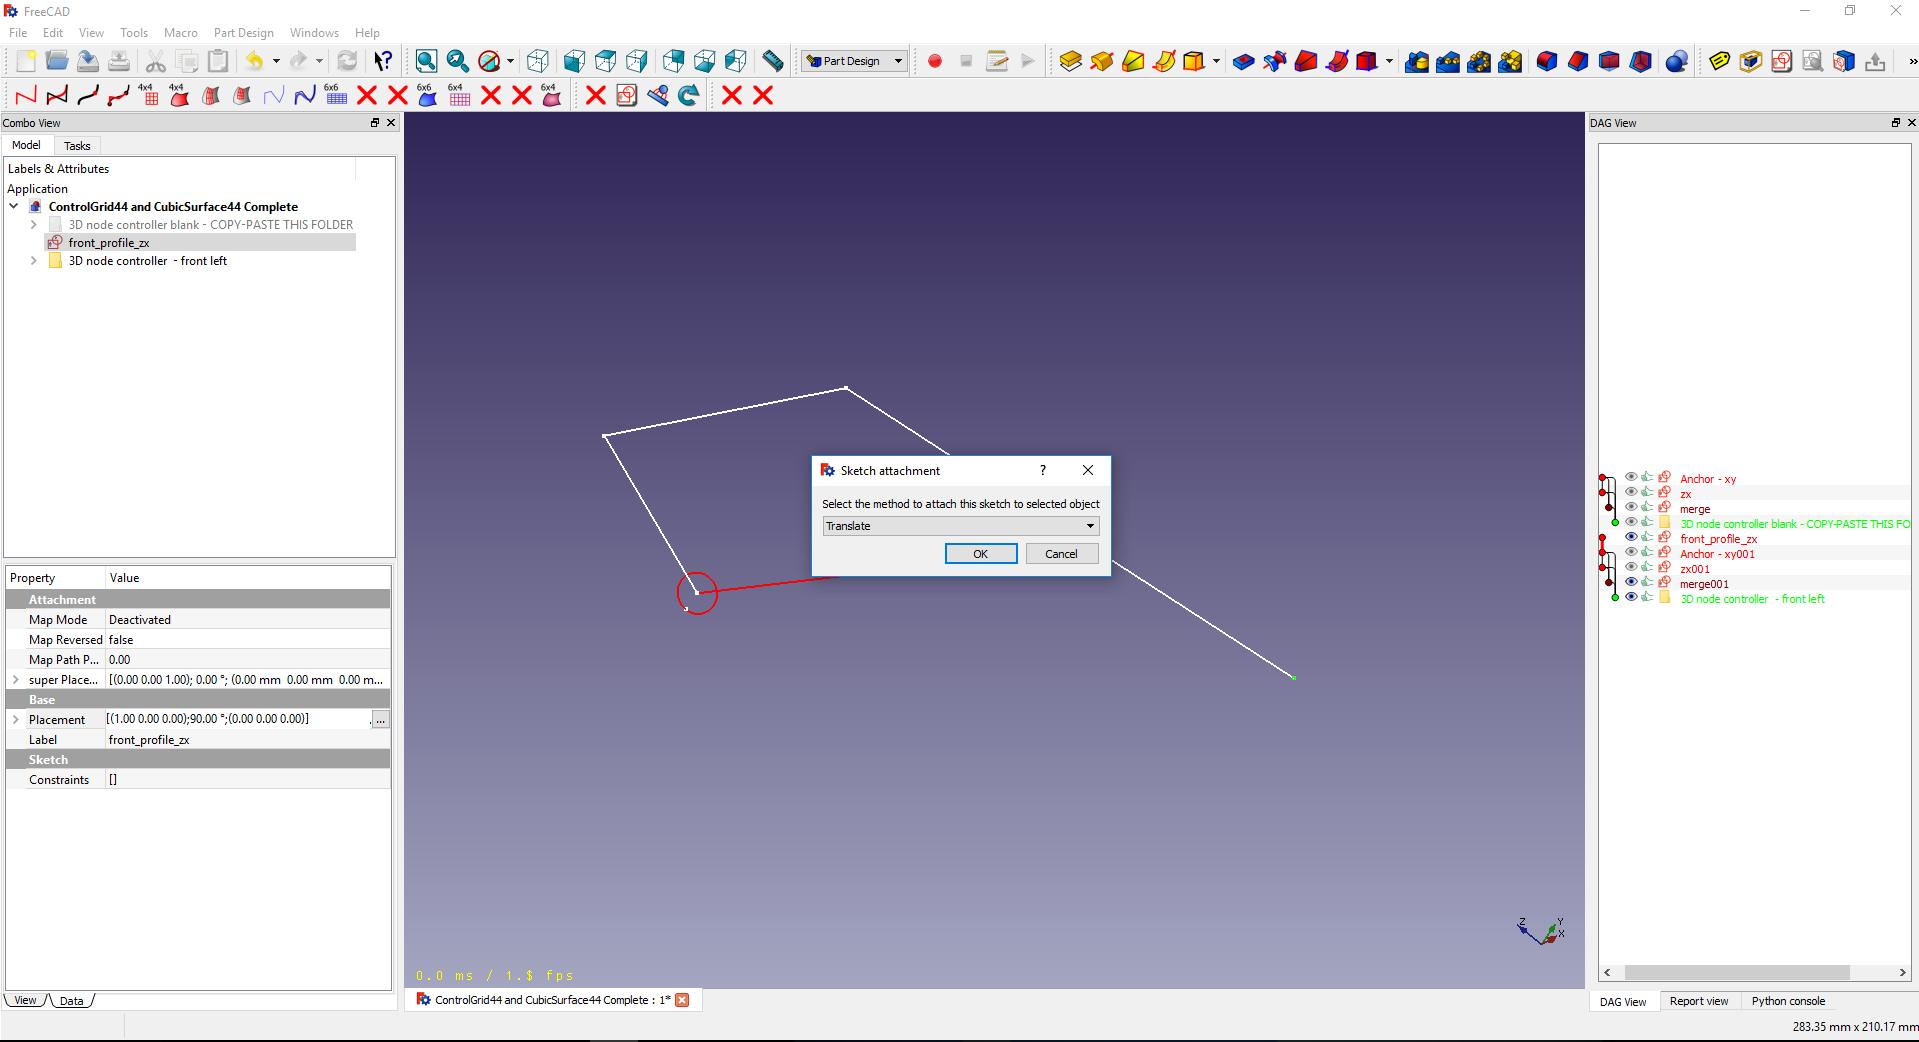 FreeCAD
File Edit View Tools Macro Part Design Windows Help
Part Design
4x4 4x4 6x6 6x6 6x4 6x4
Combo View
Model Tasks
Labels & Attributes
Application
ControlGrid44 and CubicSurface44 Complete
3D node controller blank - COPY-PASTE THIS FOLDER
front_profile_zx
3D node controller - front left
Property Value
Attachment
Map Mode Deactivated
Map Reversed false
Map Path P... 0.00
super Place... [(0.00 0.00 1.00); 0.00 °; (0.00 mm 0.00 mm 0.00 m...
Base
Placement [(1.00 0.00 0.00);90.00 °;(0.00 0.00 0.00)] ...
Label front_profile_zx
Sketch
Constraints []
View Data
Sketch attachment ?
Select the method to attach this sketch to selected object
Translate
OK Cancel
Z Y X
0.0 ms / 1.$ fps
ControlGrid44 and CubicSurface44 Complete : 1*
DAG View
Anchor - xy
zx
merge
3D node controller blank - COPY-PASTE THIS FO
front_profile_zx
Anchor - xy001
zx001
merge001
3D node controller - front left
DAG View Report view Python console
283.35 mm x 210.17 mm